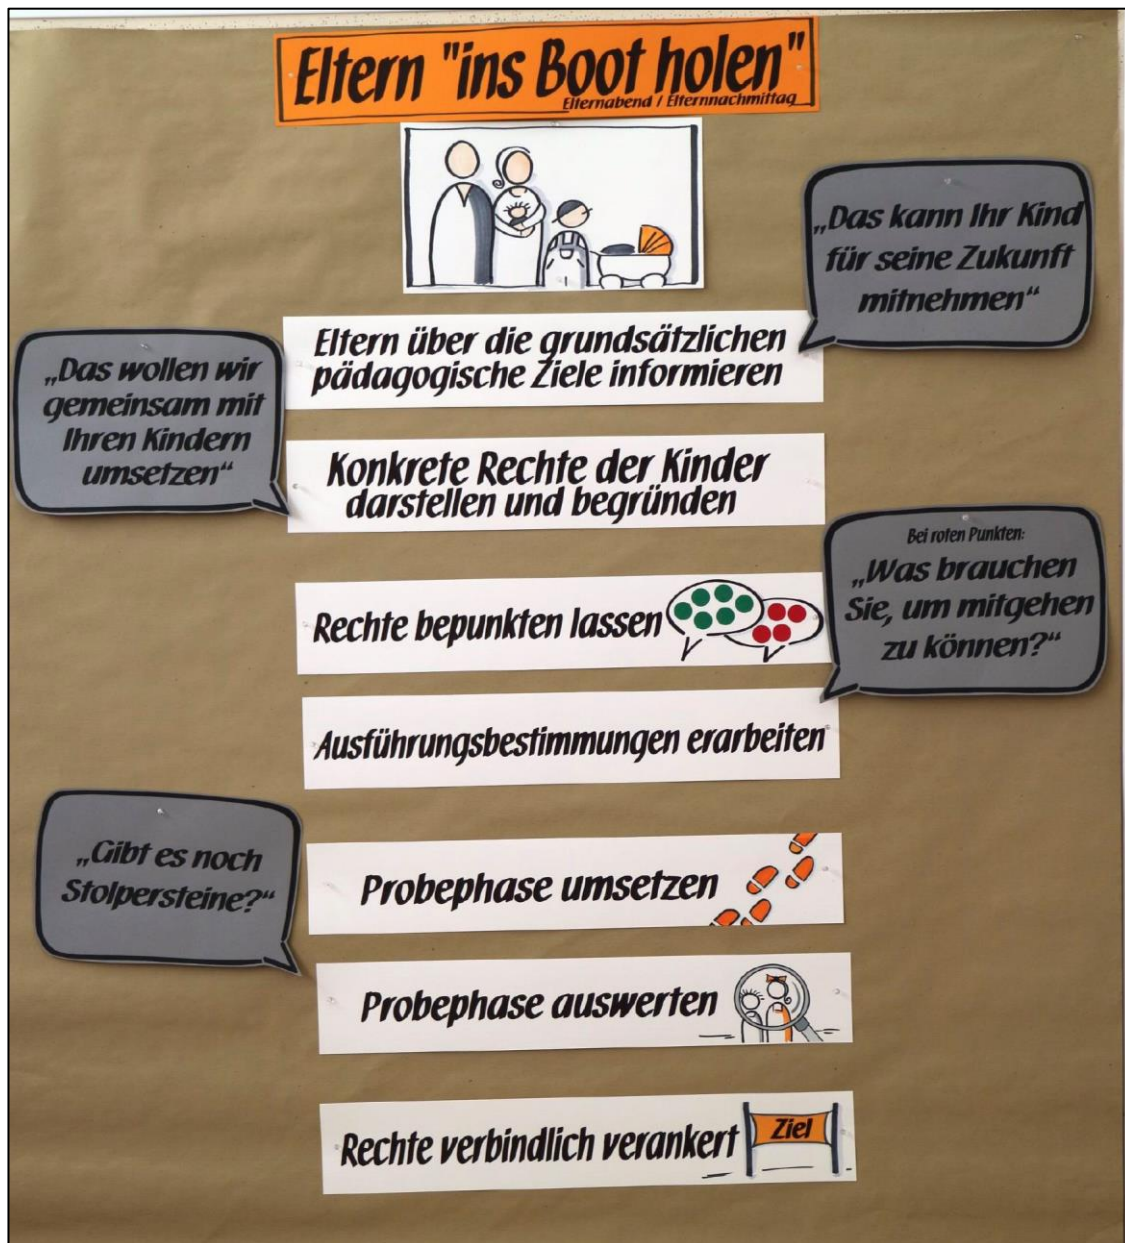 Eltern "ins Boot holen"
Elternabend / Elternnachmittag
„Das kann Ihr Kind
für seine Zukunft
mitnehmen“
Eltern über die grundsätzlichen
pädagogische Ziele informieren
„Das wollen wir
gemeinsam mit
Ihren Kindern
umsetzen“
Konkrete Rechte der Kinder
darstellen und begründen
Bei roten Punkten:
„Was brauchen
Sie, um mitgehen
zu können?“
Rechte bepunkten lassen
Ausführungsbestimmungen erarbeiten
„Gibt es noch
Stolpersteine?“
Probephase umsetzen
Probephase auswerten
Rechte verbindlich verankert
Ziel